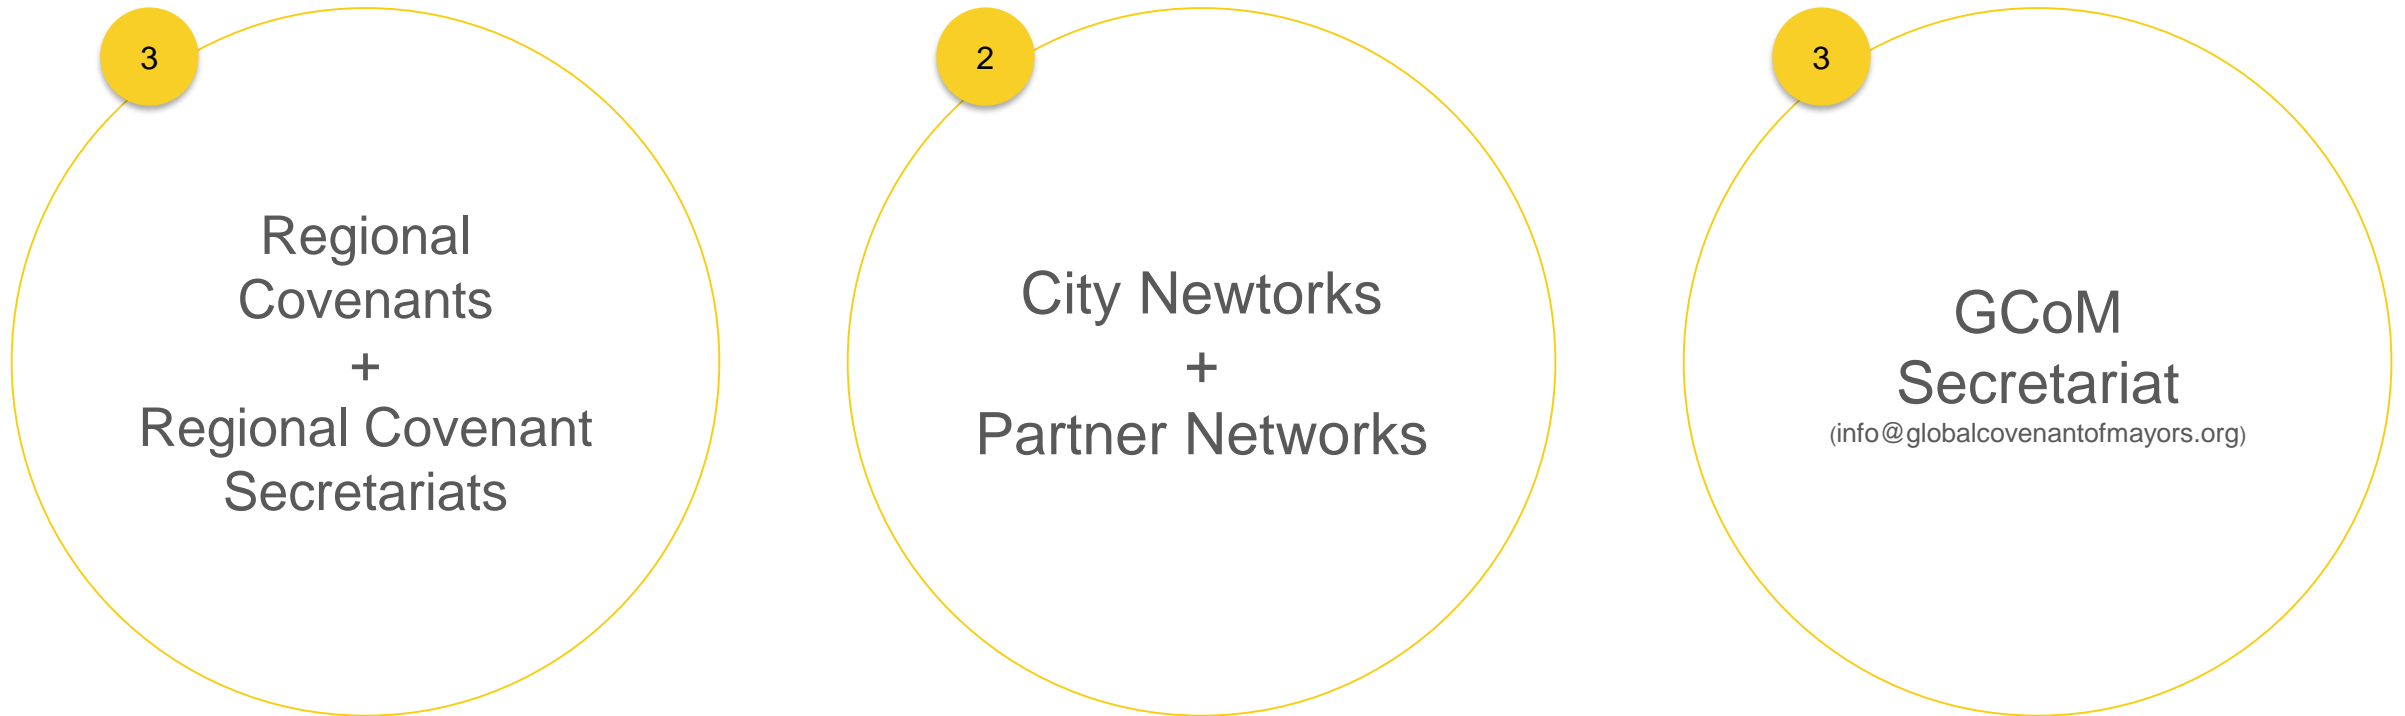 3
Regional
Covenants
+
Regional Covenant
Secretariats
2
City Newtorks
+
Partner Networks
3
GCoM
Secretariat
(info@globalcovenantofmayors.org)